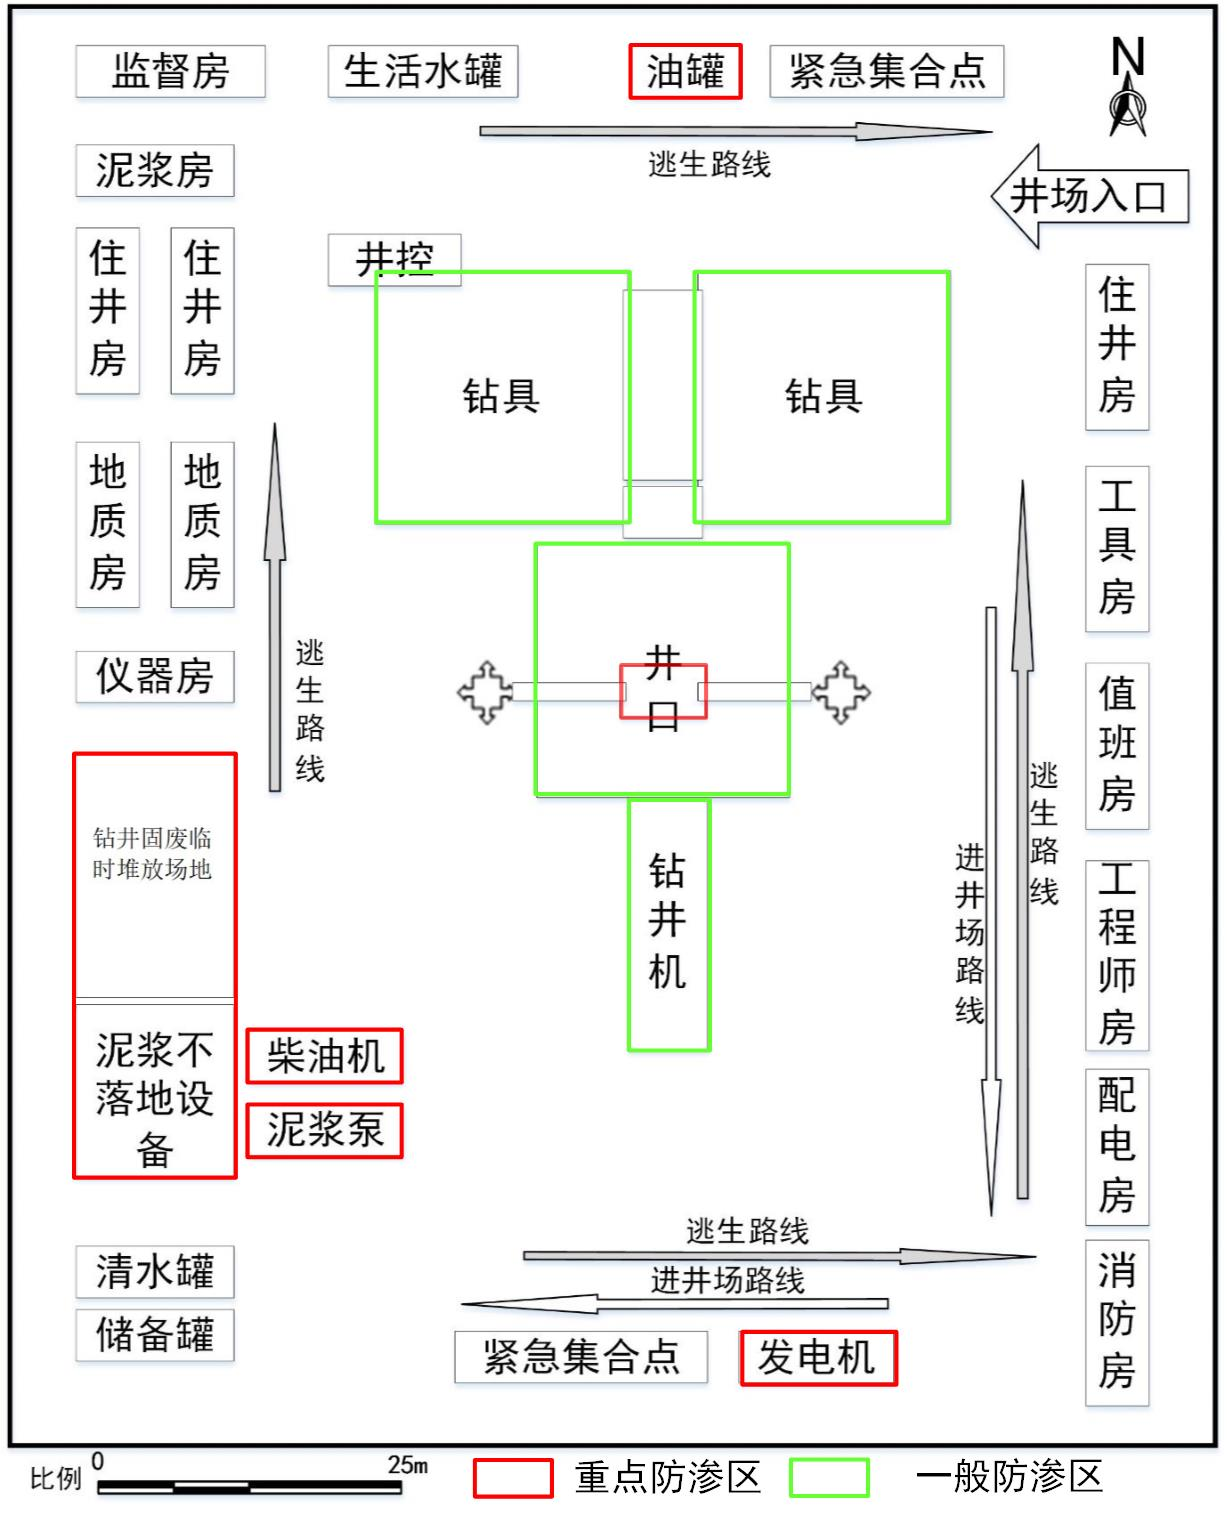 监督房
生活水罐
油罐
紧急集合点
N
逃生路线
井场入口
泥浆房
住井房
住井房
井控
钻具
钻具
住井房
地质房
地质房
逃生路线
工具房
仪器房
井口
值班房
逃生路线
进井场路线
钻井固废临
时堆放场地
钻井机
工程师房
泥浆不
落地设
备
柴油机
泥浆泵
配电房
逃生路线
进井场路线
清水罐
储备罐
紧急集合点
发电机
消防房
比例
0
25m
重点防渗区
一般防渗区